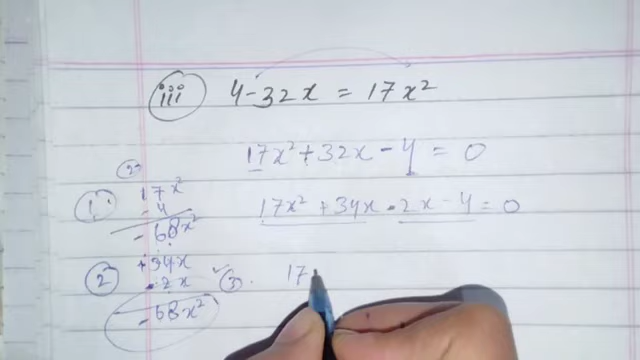 iii 4-32x = 17x²
17x²+32x-4 = 0
① 17x²
-4
-68x²
17x² +34x - 2x-4=0
② +34x
- 2x
-68x²
③. 17